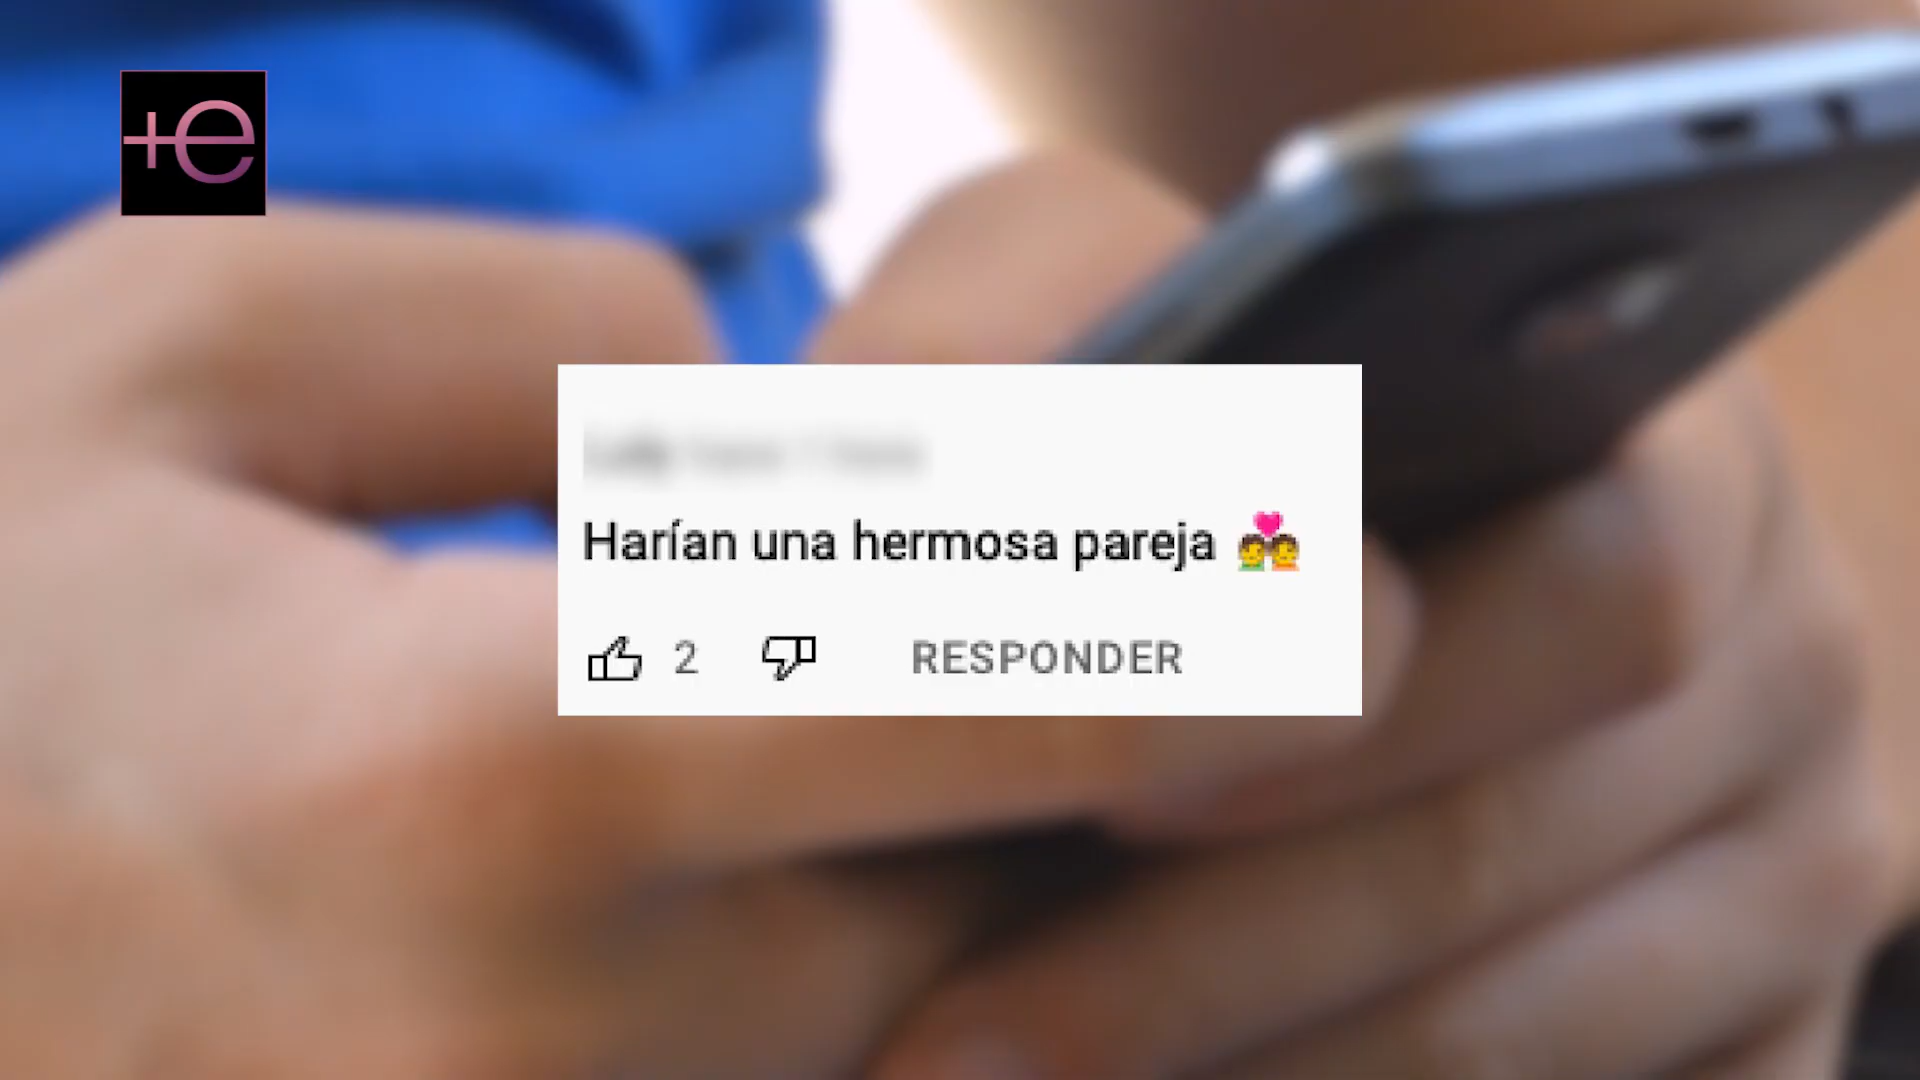 +e
Harían una hermosa pareja 💑
2
RESPONDER